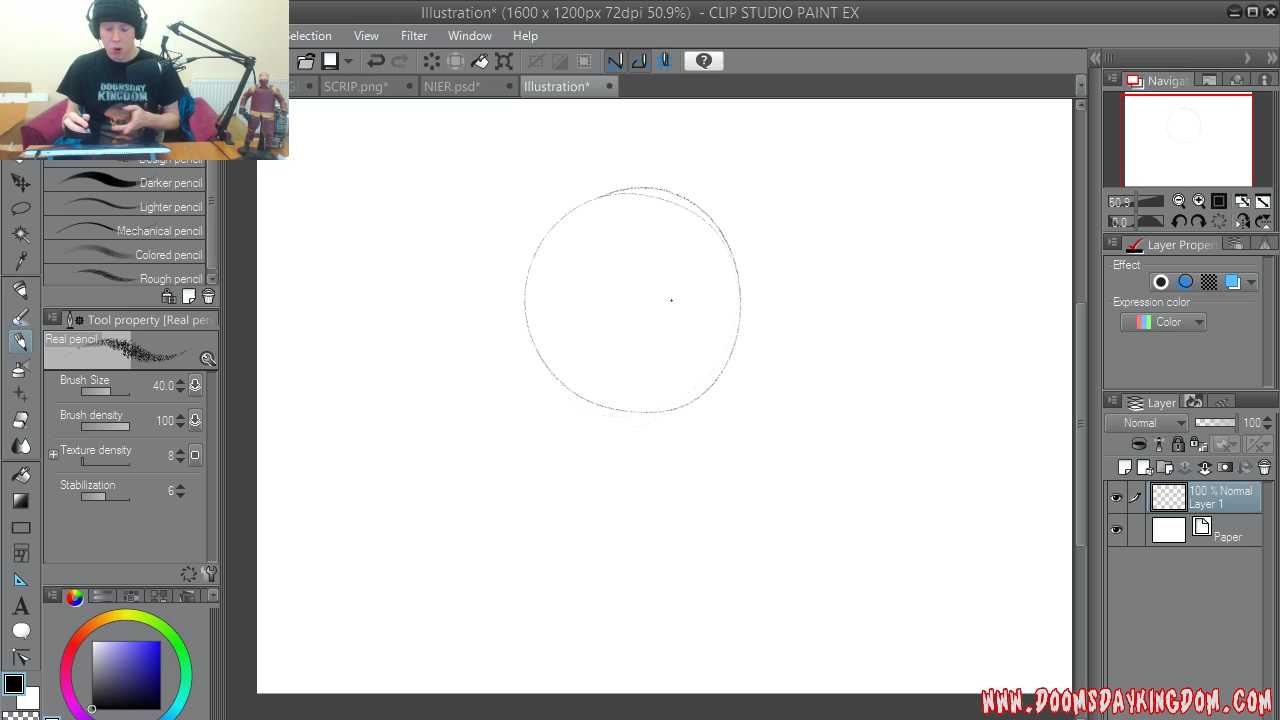 Illustration* (1600 x 1200px 72dpi 50.9%) - CLIP STUDIO PAINT EX
Selection View Filter Window Help
SCRIP.png* NIER.psd* Illustration*
DOOMSDAY
KINGDOM
Navigat
Design pencil
Darker pencil
Lighter pencil
Mechanical pencil
Colored pencil
Rough pencil
50.9
0.0
Layer Propert
Effect
Expression color
Color
Tool property [Real pen
Real pencil
Brush Size 40.0
Brush density 100
Texture density 8
Stabilization 6
Layer
Normal 100
100 % Normal
Layer 1
Paper
WWW.DOOMSDAYKINGDOM.COM